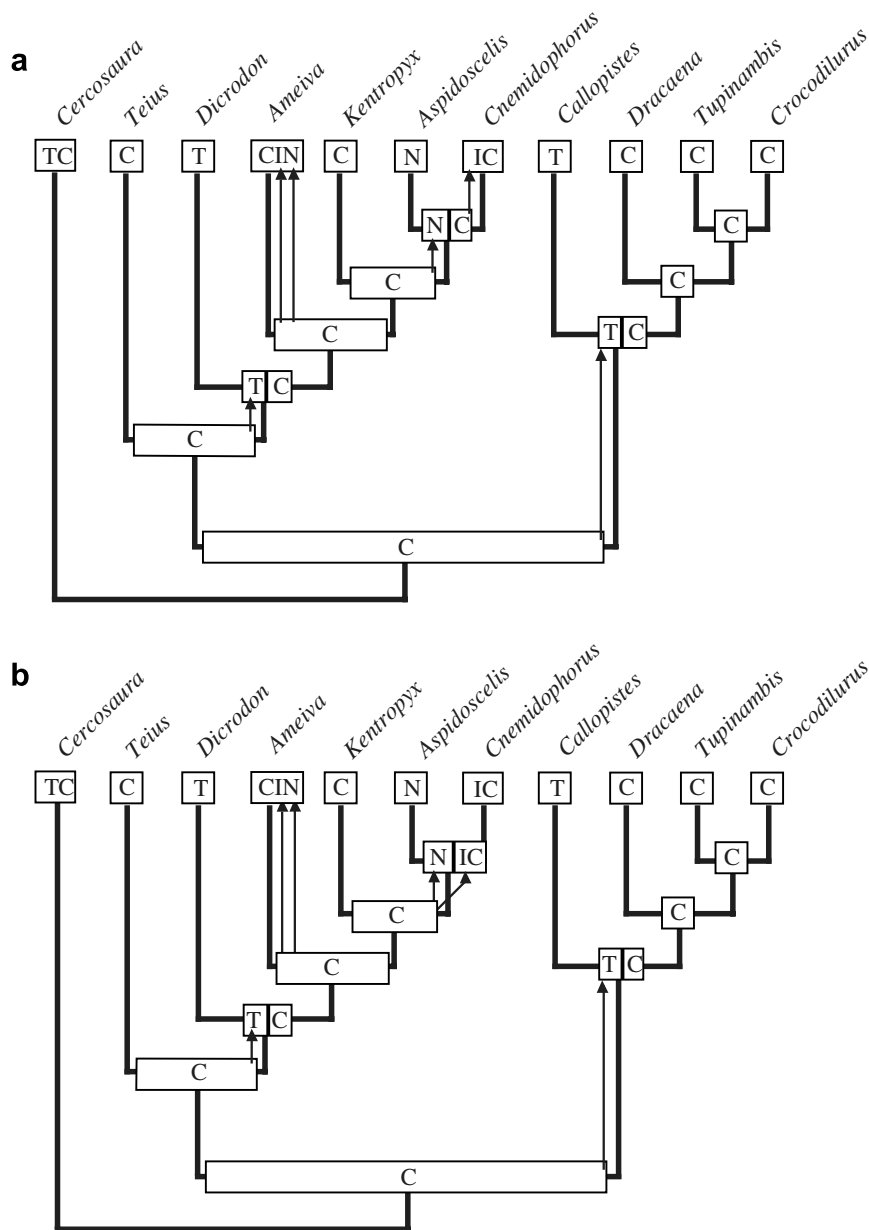 a
Cercosaura
Teius
Dicrodon
Ameiva
Kentropyx
Aspidoscelis
Cnemidophorus
Callopistes
Dracaena
Tupinambis
Crocodilurus
TC C T CIN C N IC T C C C
N C
C
C
C
T C
C
C
T C
C
C
b
Cercosaura
Teius
Dicrodon
Ameiva
Kentropyx
Aspidoscelis
Cnemidophorus
Callopistes
Dracaena
Tupinambis
Crocodilurus
TC C T CIN C N IC T C C C
N IC
C
C
C
C
T C
T C
C
C